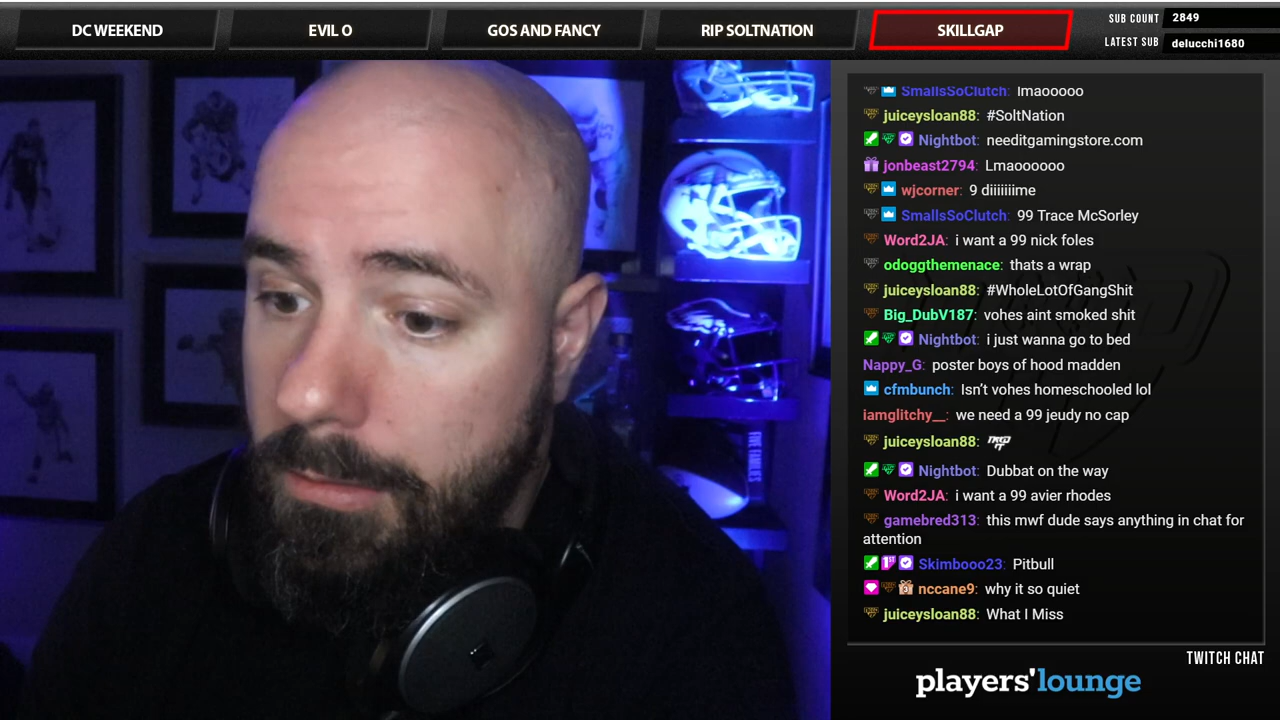 DC WEEKEND
EVIL O
GOS AND FANCY
RIP SOLTNATION
SKILLGAP
SUB COUNT 2849
LATEST SUB delucchi1680
SmallsSoClutch: lmaooooo
juiceysloan88: #SoltNation
Nightbot: needitgamingstore.com
jonbeast2794: Lmaoooooo
wjcorner: 9 diiiiiiime
SmallsSoClutch: 99 Trace McSorley
Word2JA: i want a 99 nick foles
odoggthemenace: thats a wrap
juiceysloan88: #WholeLotOfGangShit
Big_DubV187: vohes aint smoked shit
Nightbot: i just wanna go to bed
Nappy_G: poster boys of hood madden
cfmbunch: Isn’t vohes homeschooled lol
iamglitchy__: we need a 99 jeudy no cap
juiceysloan88:
Nightbot: Dubbat on the way
Word2JA: i want a 99 avier rhodes
gamebred313: this mwf dude says anything in chat for
attention
Skimbooo23: Pitbull
nccane9: why it so quiet
juiceysloan88: What I Miss
TWITCH CHAT
players'lounge
FIVE FAMILIES